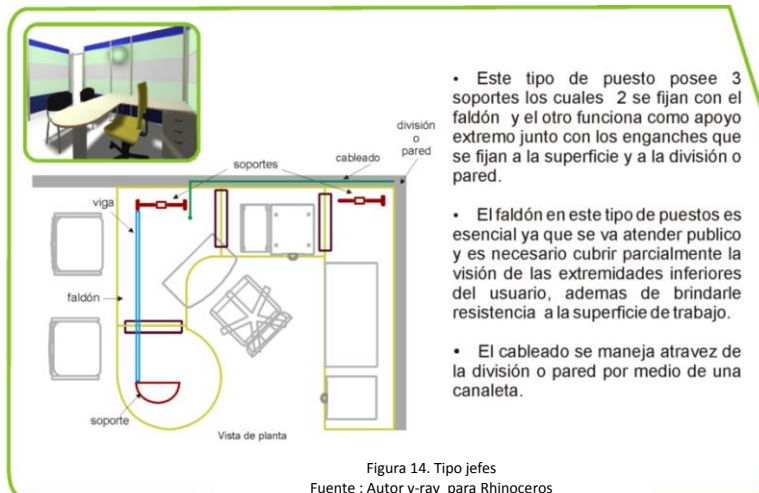 soportes
cableado
división
o
pared
viga
faldón
soporte
Vista de planta
• Este tipo de puesto posee 3
soportes los cuales 2 se fijan con el
faldón y el otro funciona como apoyo
extremo junto con los enganches que
se fijan a la superficie y a la división o
pared.
• El faldón en este tipo de puestos es
esencial ya que se va atender publico
y es necesario cubrir parcialmente la
visión de las extremidades inferiores
del usuario, ademas de brindarle
resistencia a la superficie de trabajo.
• El cableado se maneja atravez de
la división o pared por medio de una
canaleta.
Figura 14. Tipo jefes
Fuente : Autor v-ray para Rhinoceros